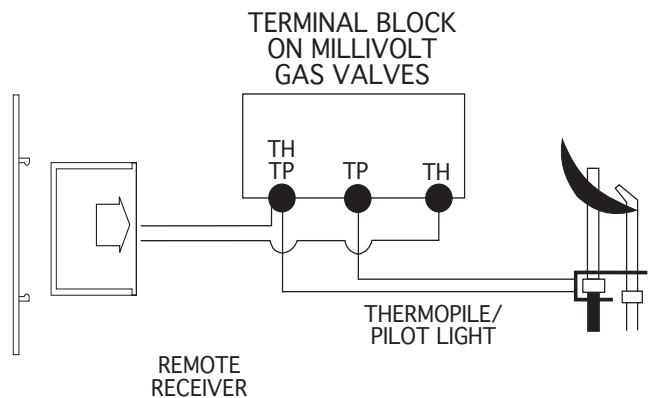 TERMINAL BLOCK
ON MILLIVOLT
GAS VALVES
TH
TP
TP
TH
THERMOPILE/
PILOT LIGHT
REMOTE
RECEIVER